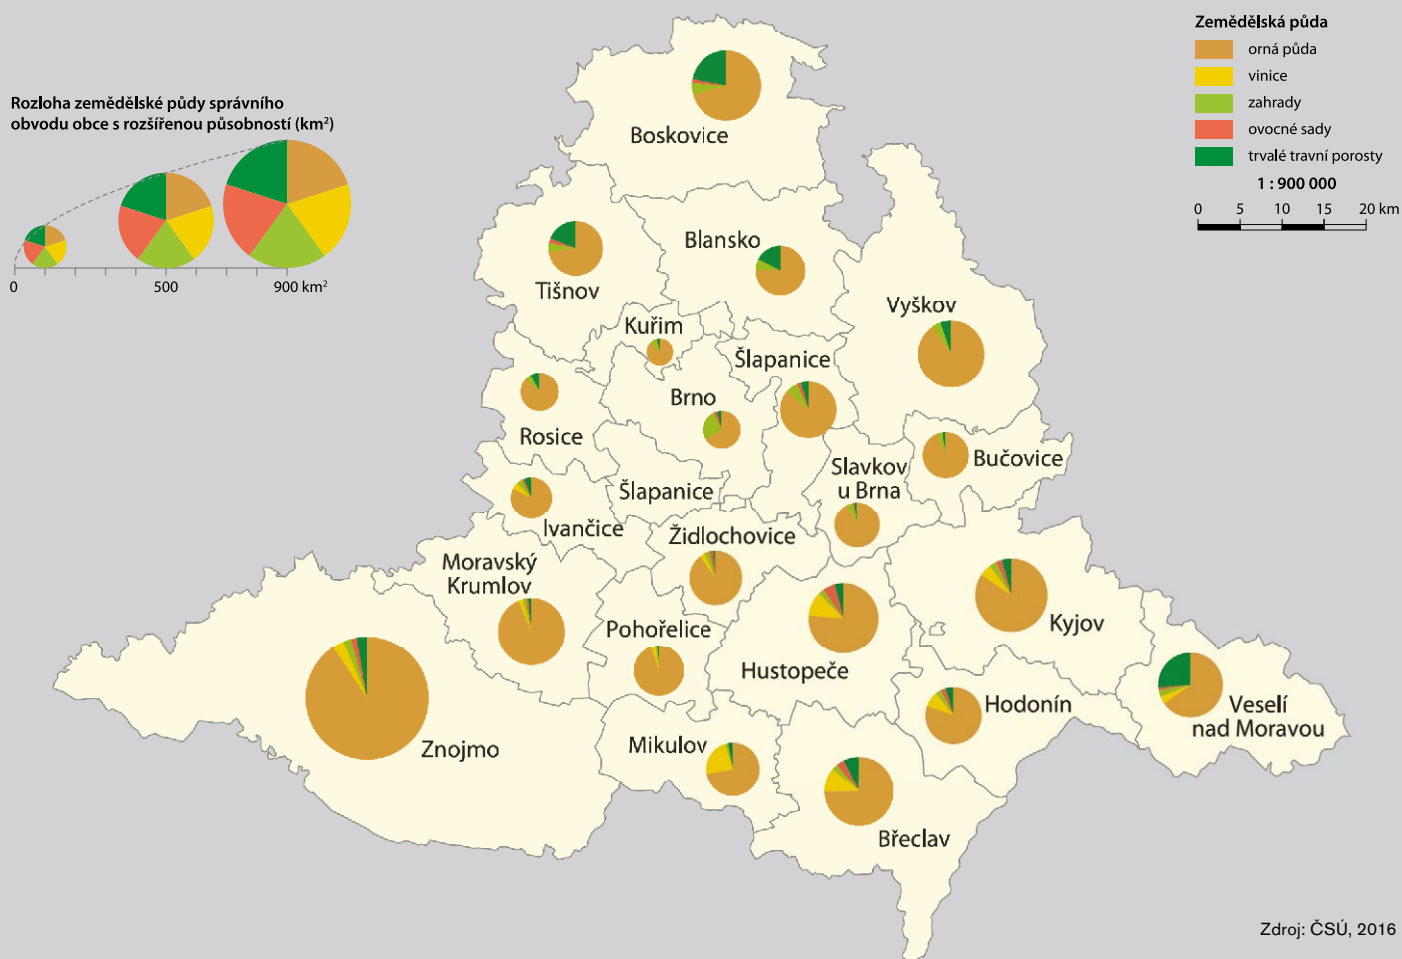 Rozloha zemědělské půdy správního
obvodu obce s rozšířenou působností (km²)
0
500
900 km²
Zemědělská půda
orná půda
vinice
zahrady
ovocné sady
trvalé travní porosty
1 : 900 000
0 5 10 15 20 km
Boskovice
Tišnov
Blansko
Vyškov
Kuřim
Šlapanice
Brno
Rosice
Slavkov
u Brna
Bučovice
Šlapanice
Ivančice
Židlochovice
Moravský
Krumlov
Pohořelice
Hustopeče
Kyjov
Znojmo
Mikulov
Hodonín
Veselí
nad Moravou
Břeclav
Zdroj: ČSÚ, 2016